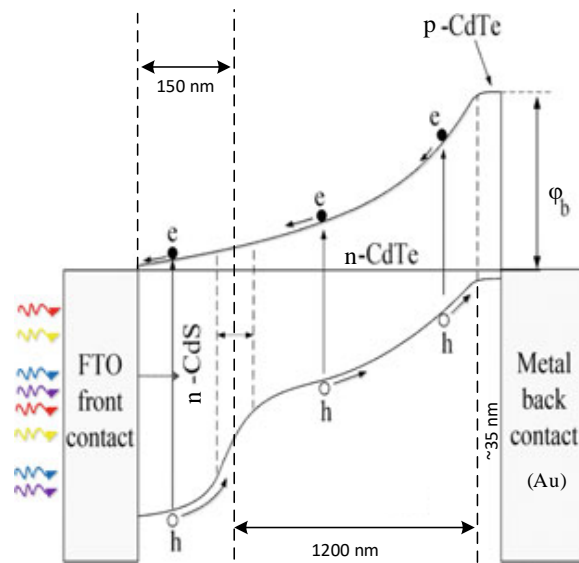 p-CdTe
150 nm
e
φb
e
e
n-CdTe
h
n-CdS
FTO
front
contact
h
h
Metal
back
contact
(Au)
~35 nm
1200 nm